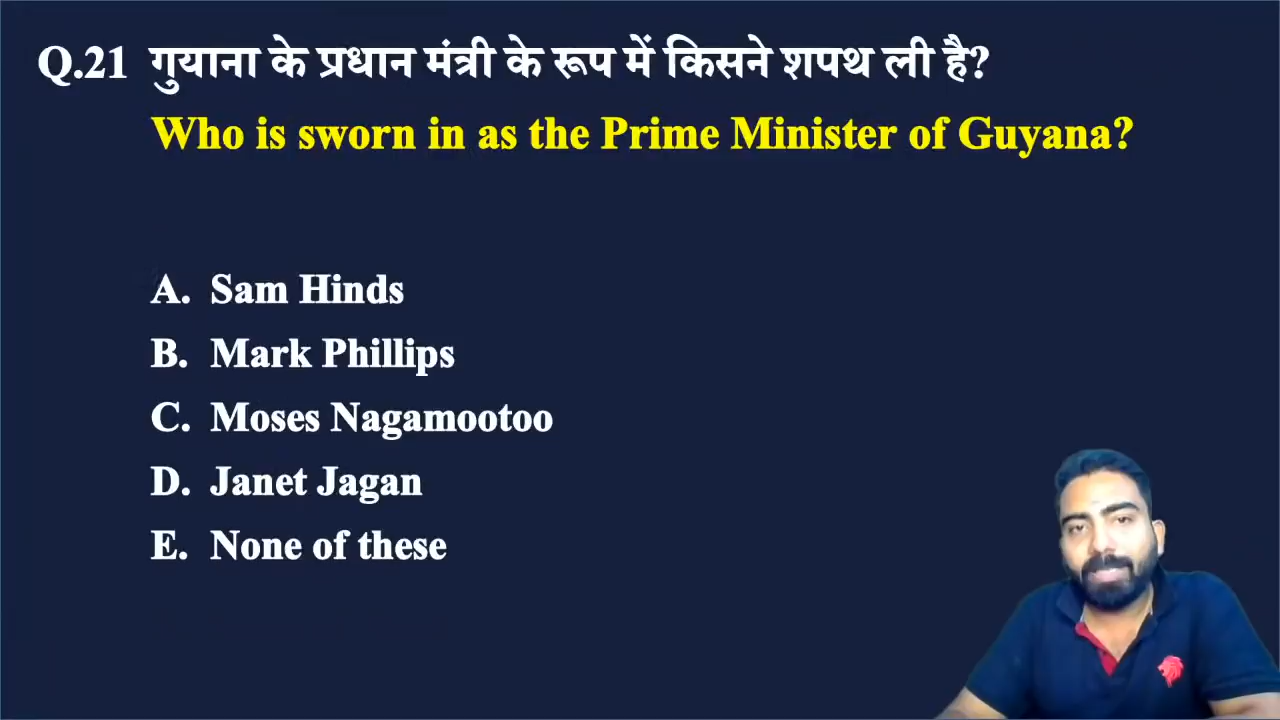 Q.21 गुयाना के प्रधान मंत्री के रूप में किसने शपथ ली है?
Who is sworn in as the Prime Minister of Guyana?
A. Sam Hinds
B. Mark Phillips
C. Moses Nagamootoo
D. Janet Jagan
E. None of these